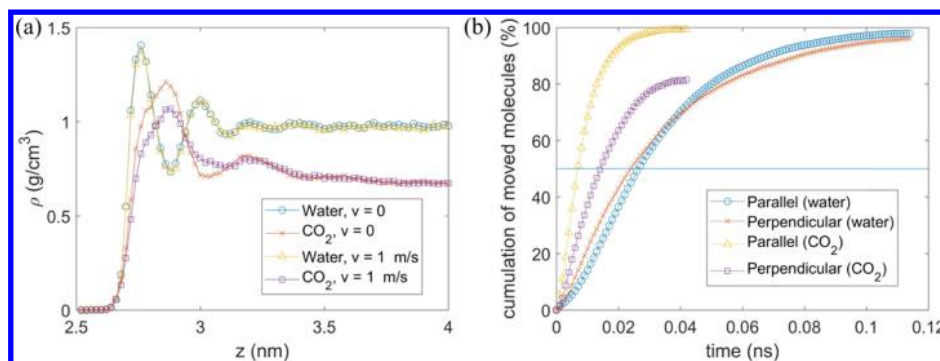 (a)
1.5
1
0.5
0
ρ (g/cm³)
2.5 3 3.5 4
z (nm)
Water, v = 0
CO₂, v = 0
Water, v = 1 m/s
CO₂, v = 1 m/s
(b)
100
80
60
40
20
0
cumulation of moved molecules (%)
0 0.02 0.04 0.06 0.08 0.1 0.12
time (ns)
Parallel (water)
Perpendicular (water)
Parallel (CO₂)
Perpendicular (CO₂)